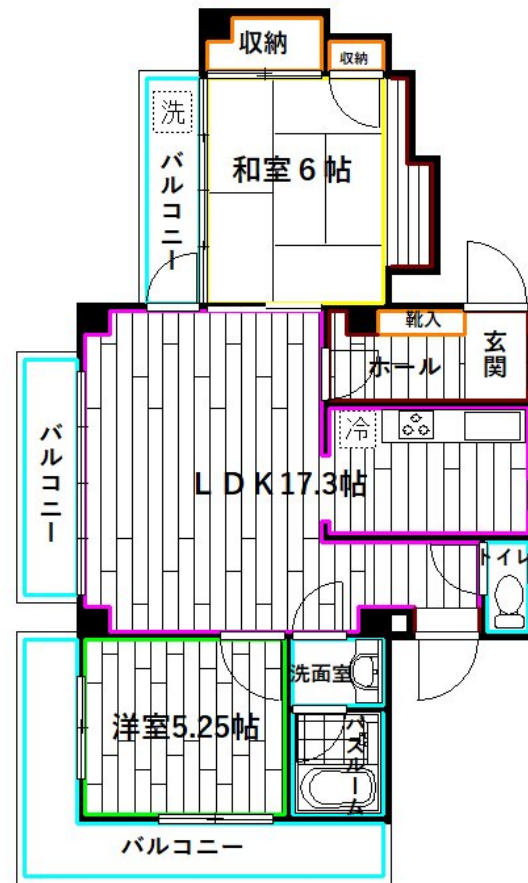 収納
収納
洗
バルコニー
和室6帖
靴入
ホール
玄関
バルコニー
冷
LDK17.3帖
トイレ
洗面室
洋室5.25帖
バスルーム
バルコニー